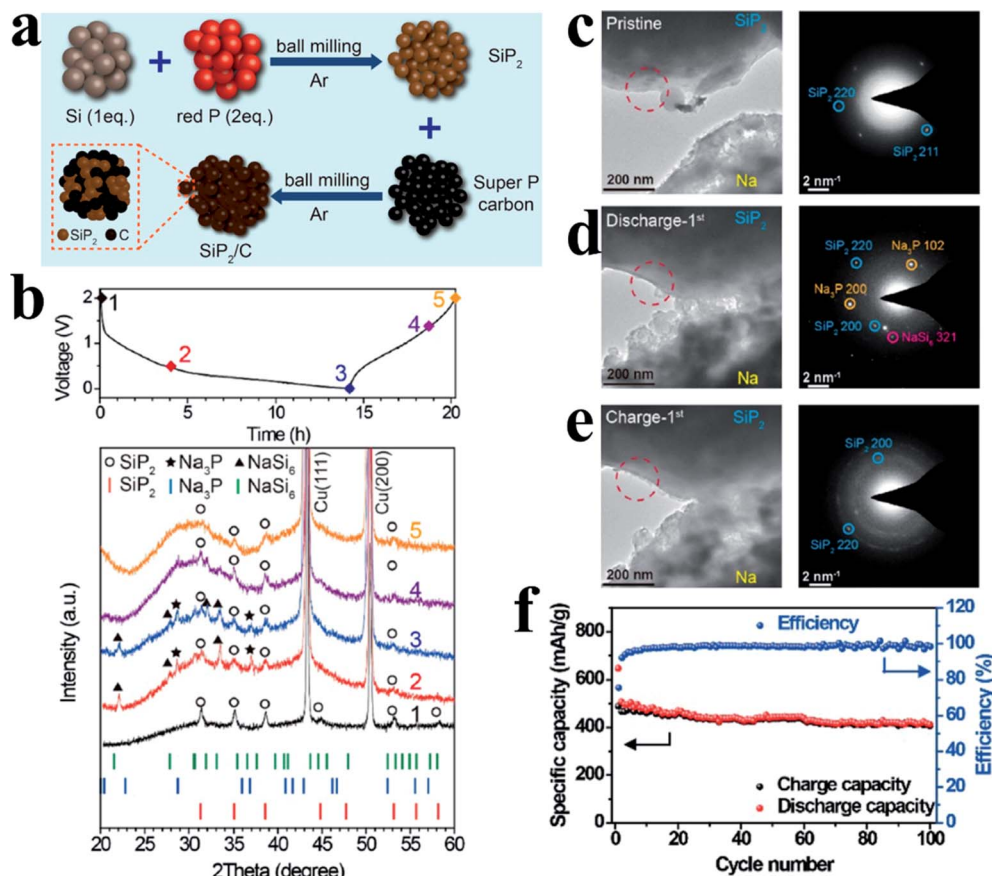 a
Si (1eq.)
+
red P (2eq.)
ball milling
Ar
SiP2
+
Super P
carbon
ball milling
Ar
SiP2/C
SiP2 C
b
Voltage (V)
2
1
0
1
2
3
4
5
0 5 10 15 20
Time (h)
Intensity (a.u.)
SiP2 Na3P NaSi6
SiP2 Na3P NaSi6
Cu(111)
Cu(200)
5
4
3
2
1
20 25 30 35 40 45 50 55 60
2Theta (degree)
c
Pristine
SiP2
200 nm
Na
SiP2 220
SiP2 211
2 nm-1
d
Discharge-1st
SiP2
200 nm
Na
SiP2 220
Na3P 102
Na3P 200
SiP2 200
NaSi6 321
2 nm-1
e
Charge-1st
SiP2
200 nm
Na
SiP2 200
SiP2 220
2 nm-1
f
Specific capacity (mAh/g)
800
600
400
200
0
Efficiency
Charge capacity
Discharge capacity
0 20 40 60 80 100
Cycle number
120
100
80
60
40
20
0
Efficiency (%)